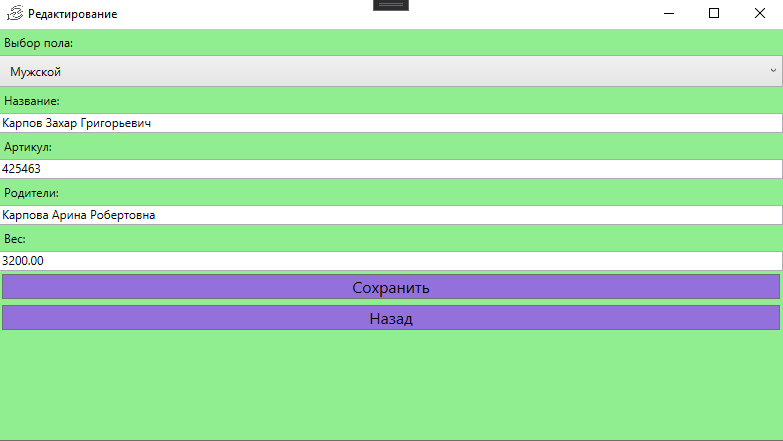 Редактирование
Выбор пола:
Мужской
Название:
Карпов Захар Григорьевич
Артикул:
425463
Родители:
Карпова Арина Робертовна
Вес:
3200.00
Сохранить
Назад